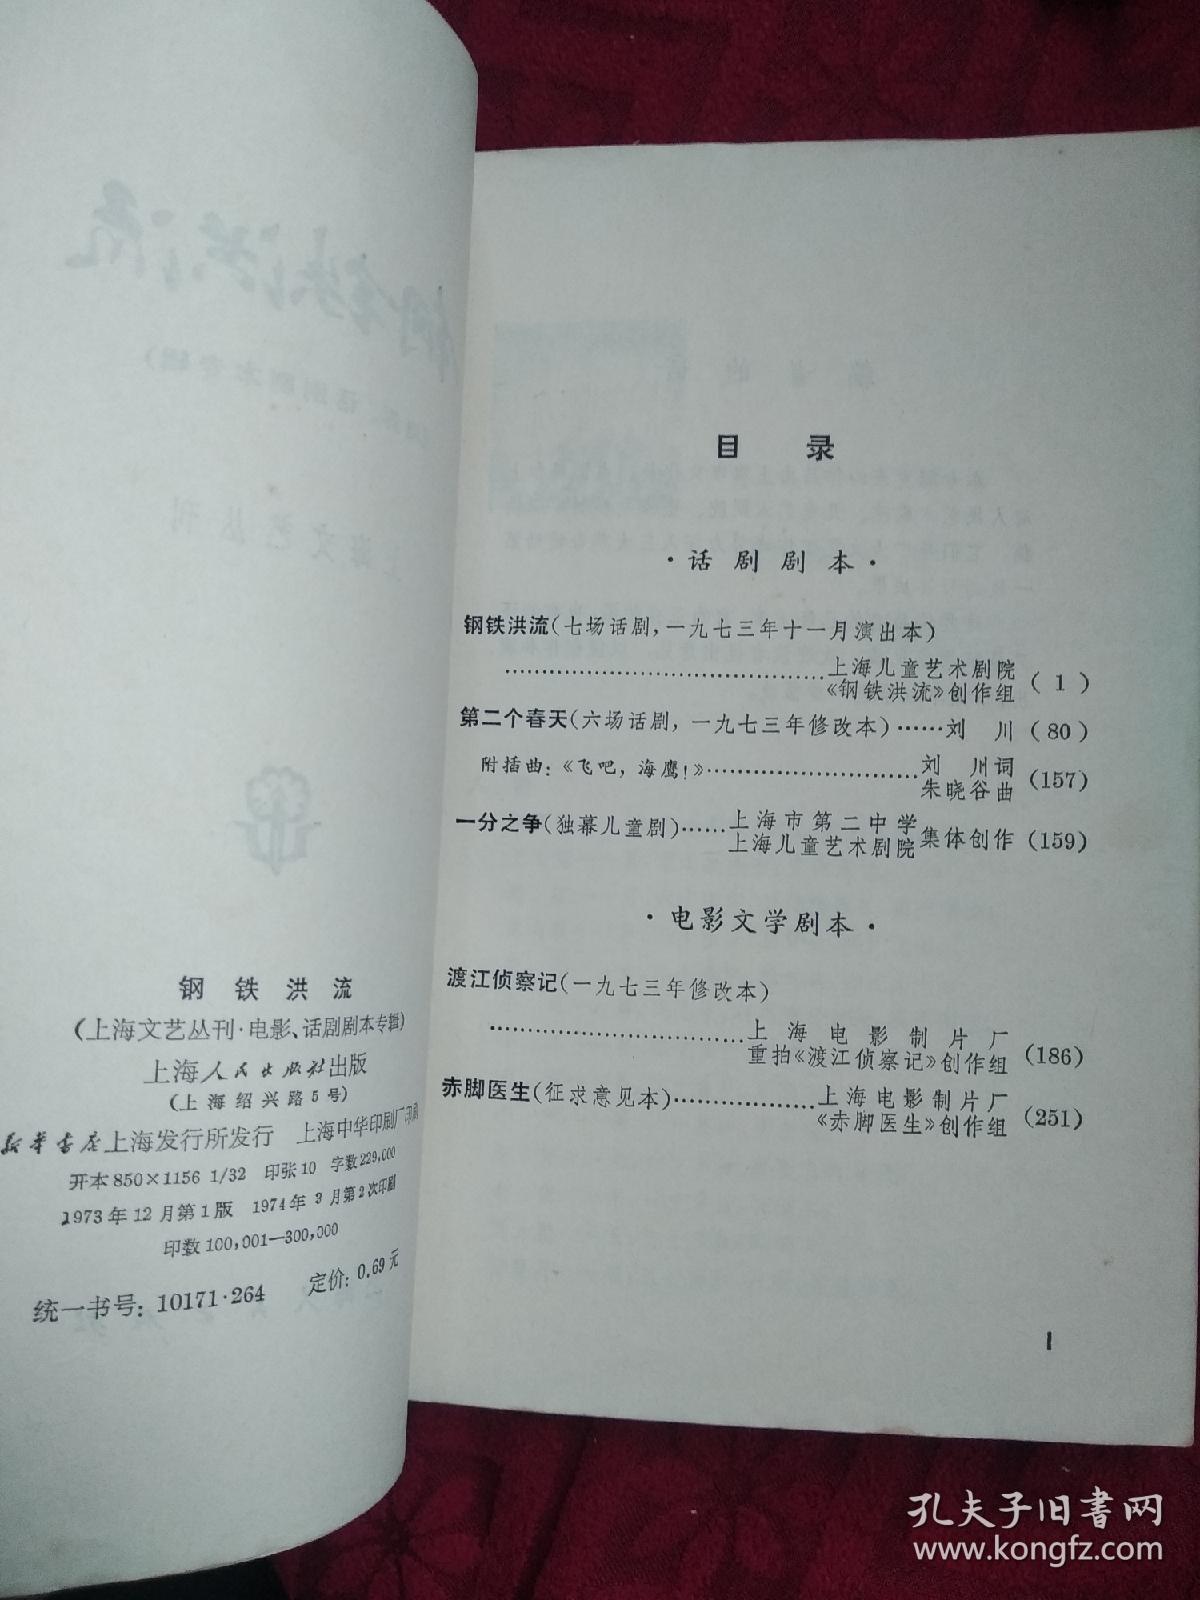 钢铁洪流
(上海文艺丛刊·电影、话剧剧本专辑)
上海人民出版社出版
(上海绍兴路5号)
新华书店上海发行所发行 上海中华印刷厂印刷
开本850×1156 1/32 印张10 字数229,000
1973年12月第1版 1974年3月第2次印刷
印数100,001—300,000
统一书号：10171·264 定价：0.69元
目 录
·话剧剧本·
钢铁洪流(七场话剧，一九七三年十一月演出本)
……上海儿童艺术剧院
《钢铁洪流》创作组 (1)
第二个春天(六场话剧，一九七三年修改本)……刘 川 (80)
附插曲：《飞吧，海鹰！》……刘 川词
朱晓谷曲 (157)
一分之争(独幕儿童剧)……上海市第二中学
上海儿童艺术剧院 集体创作 (159)
·电影文学剧本·
渡江侦察记(一九七三年修改本)
……上海电影制片厂
重拍《渡江侦察记》创作组 (186)
赤脚医生(征求意见本)……上海电影制片厂
《赤脚医生》创作组 (251)
1
孔夫子旧书网
www.kongfz.com